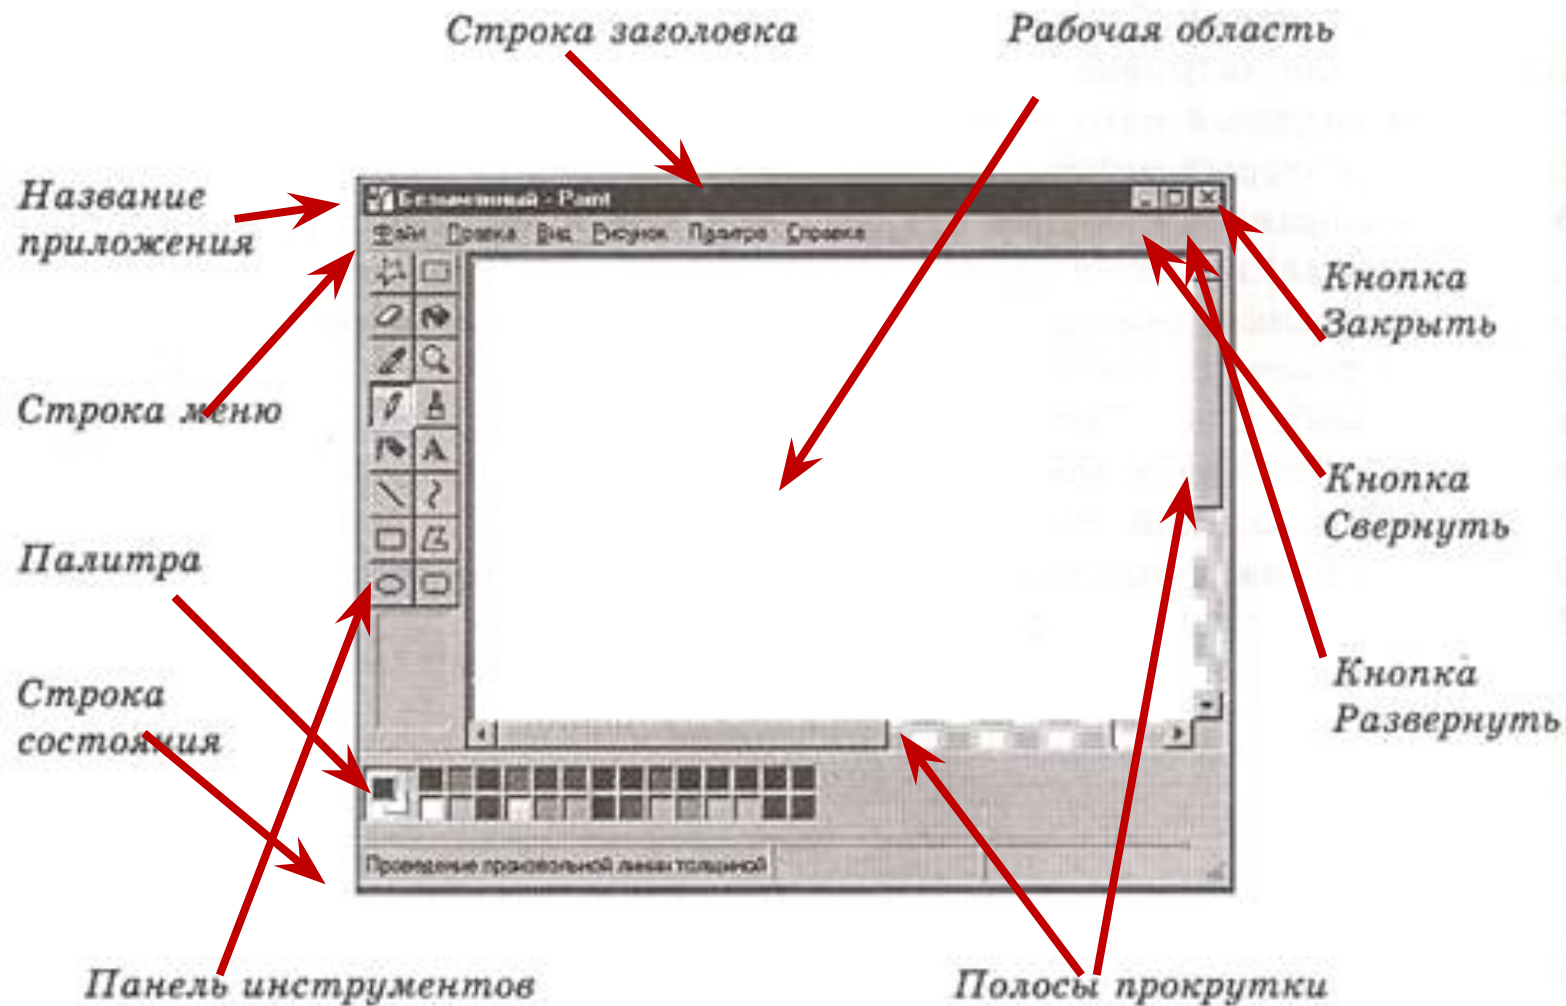 Строка заголовка
Рабочая область
Название
приложения
Безымянный - Paint
Файл Правка Вид Рисунок Палитра Справка
Кнопка
Закрыть
Строка меню
Кнопка
Свернуть
Палитра
Строка
состояния
Кнопка
Развернуть
Проведение произвольной линии толщиной
Панель инструментов
Полосы прокрутки